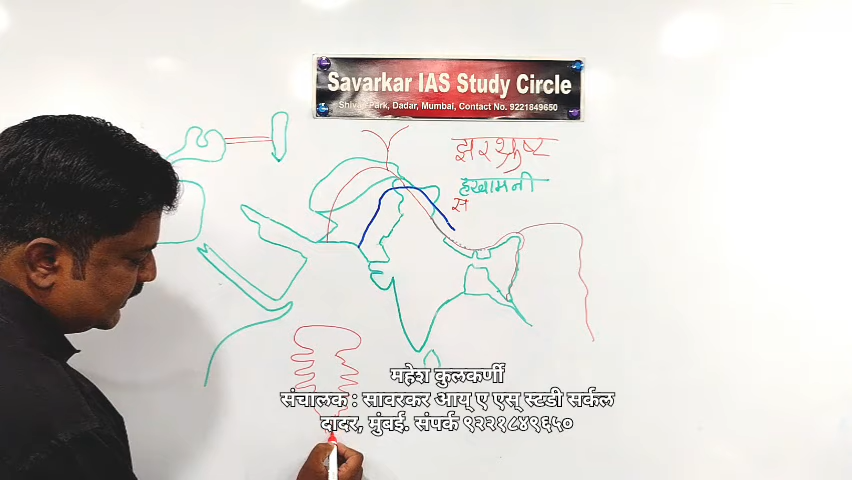 Savarkar IAS Study Circle
Shivaji Park, Dadar, Mumbai, Contact No. 9221849650
झरथुष्ट्र
हखामनी
स
महेश कुलकर्णी
संचालक : सावरकर आय् ए एस् स्टडी सर्कल
दादर, मुंबई. संपर्क ९२२१८४९६५०